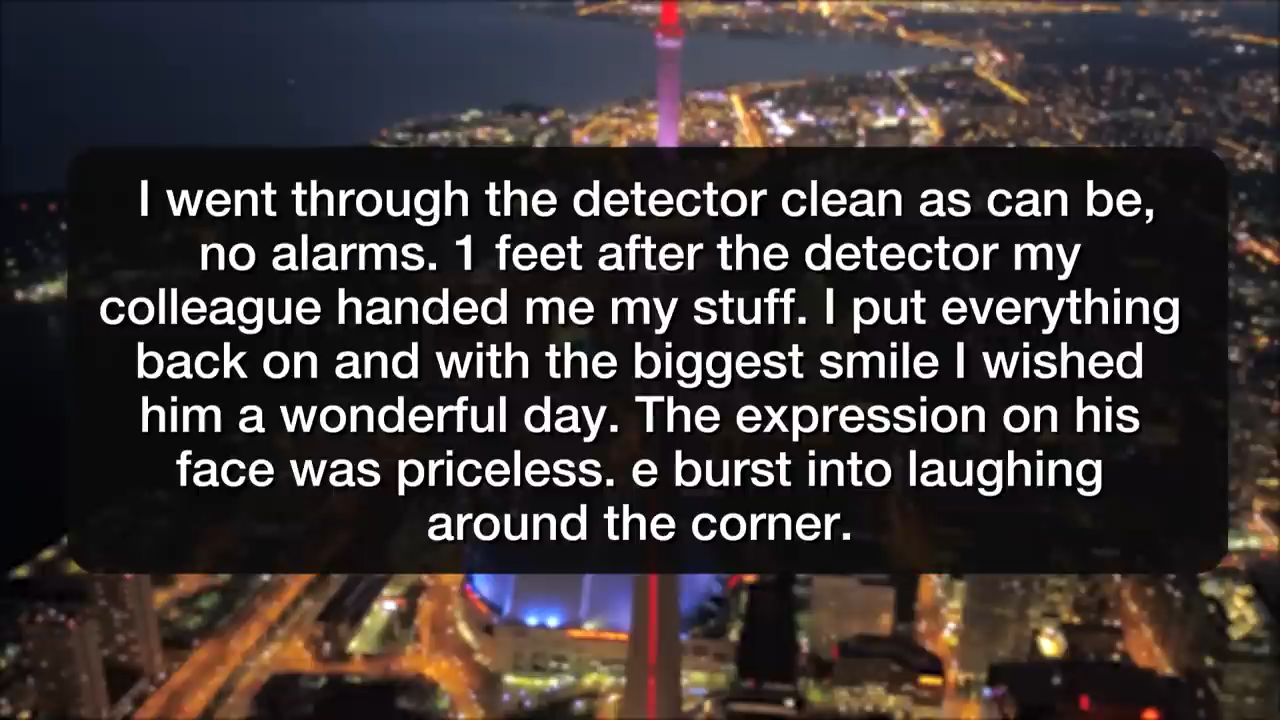 I went through the detector clean as can be,
no alarms. 1 feet after the detector my
colleague handed me my stuff. I put everything
back on and with the biggest smile I wished
him a wonderful day. The expression on his
face was priceless. e burst into laughing
around the corner.